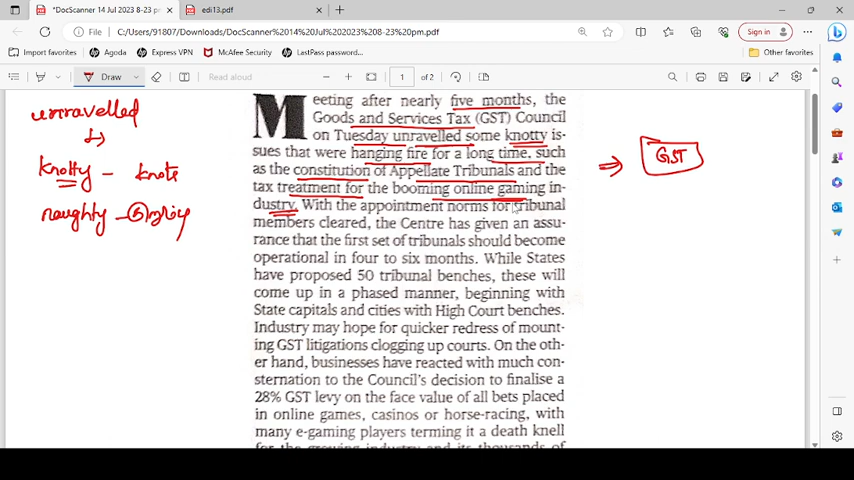 *DocScanner 14 Jul 2023 8-23 p
edi13.pdf
File
C:/Users/91807/Downloads/DocScanner%2014%20Jul%202023%208-23%20pm.pdf
Sign in
Import favorites
Agoda
Express VPN
McAfee Security
LastPass password...
Other favorites
Draw
Read aloud
1 of 2
unravelled
Knotty - knots
naughty -
GST
Meeting after nearly five months, the
Goods and Services Tax (GST) Council
on Tuesday unravelled some knotty is-
sues that were hanging fire for a long time, such
as the constitution of Appellate Tribunals and the
tax treatment for the booming online gaming in-
dustry. With the appointment norms for tribunal
members cleared, the Centre has given an assu-
rance that the first set of tribunals should become
operational in four to six months. While States
have proposed 50 tribunal benches, these will
come up in a phased manner, beginning with
State capitals and cities with High Court benches.
Industry may hope for quicker redress of mount-
ing GST litigations clogging up courts. On the oth-
er hand, businesses have reacted with much con-
sternation to the Council's decision to finalise a
28% GST levy on the face value of all bets placed
in online games, casinos or horse-racing, with
many e-gaming players terming it a death knell
for the growing industry and its thousands of